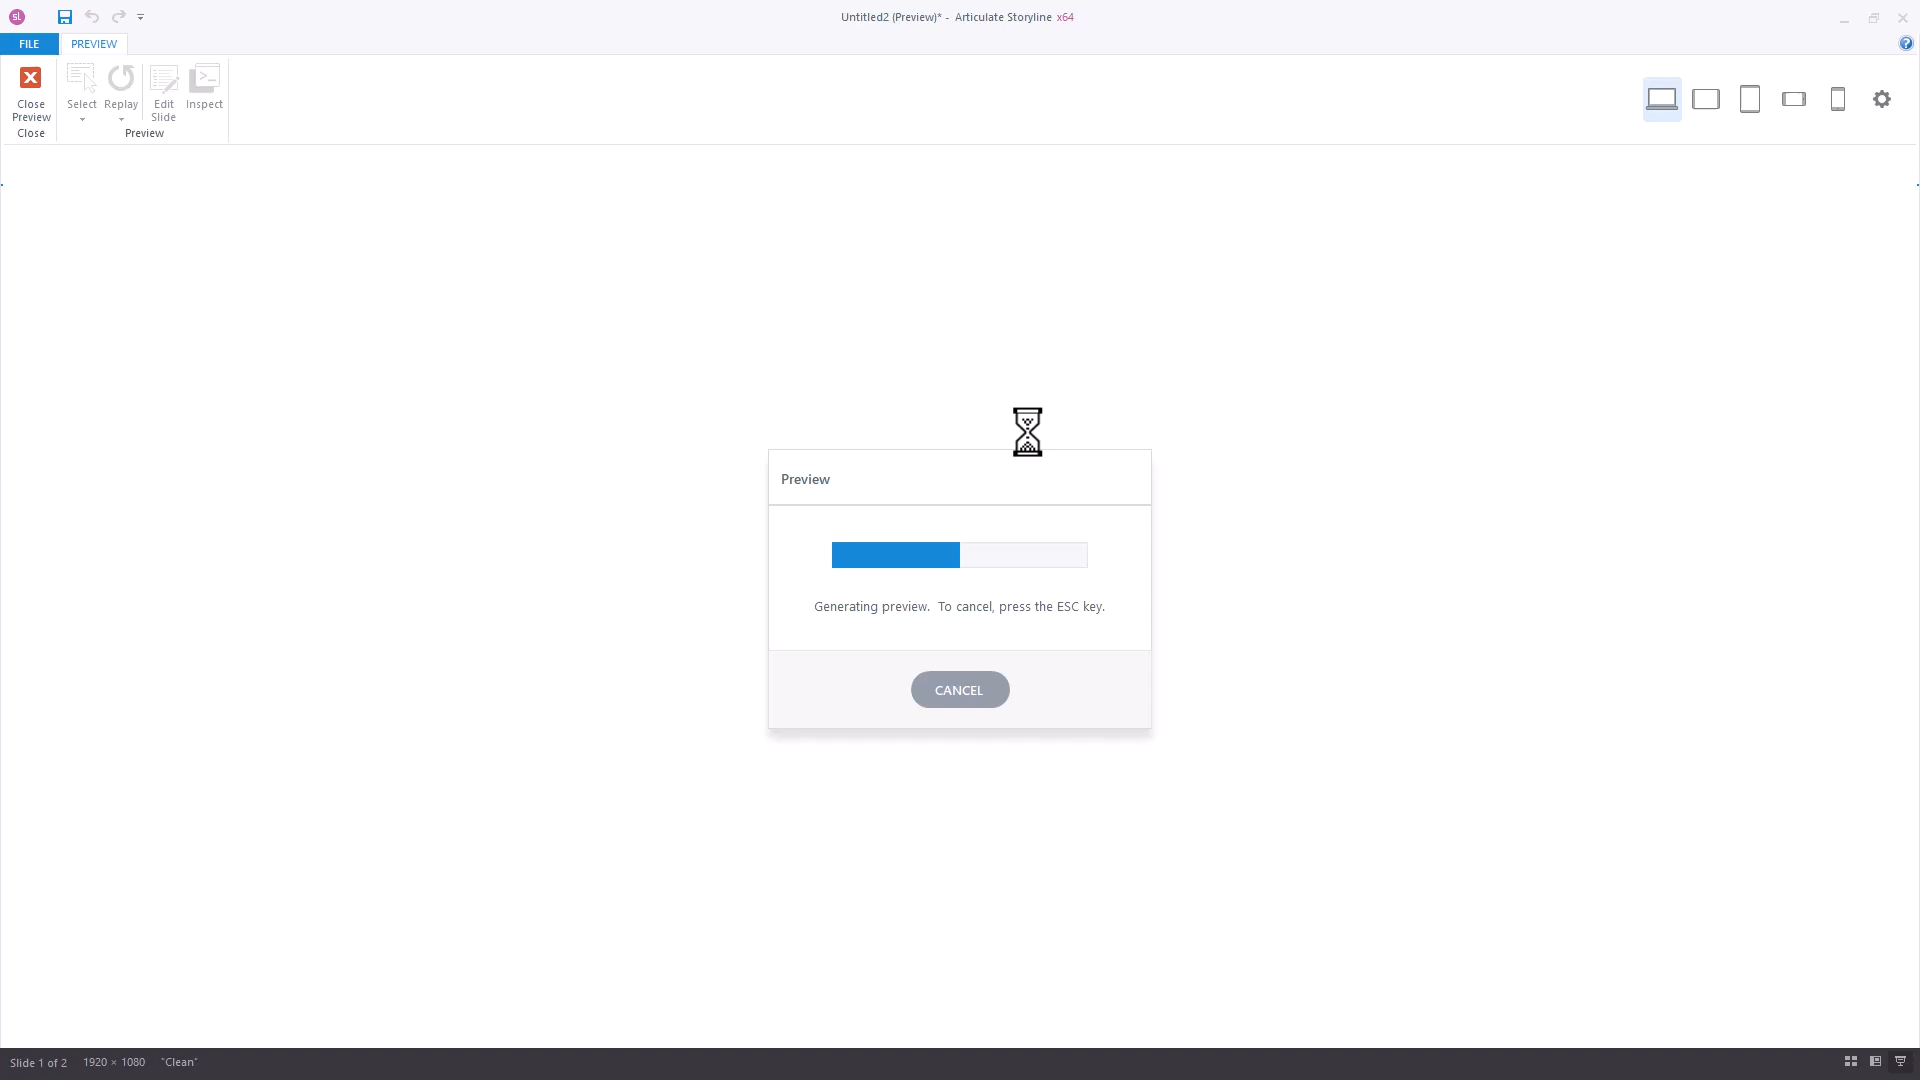 sl
Untitled2 (Preview)* - Articulate Storyline x64
FILE
PREVIEW
?
Close Preview
Select
Replay
Edit Slide
Inspect
Close
Preview
Preview
Generating preview.  To cancel, press the ESC key.
CANCEL
Slide 1 of 2
1920 × 1080
"Clean"